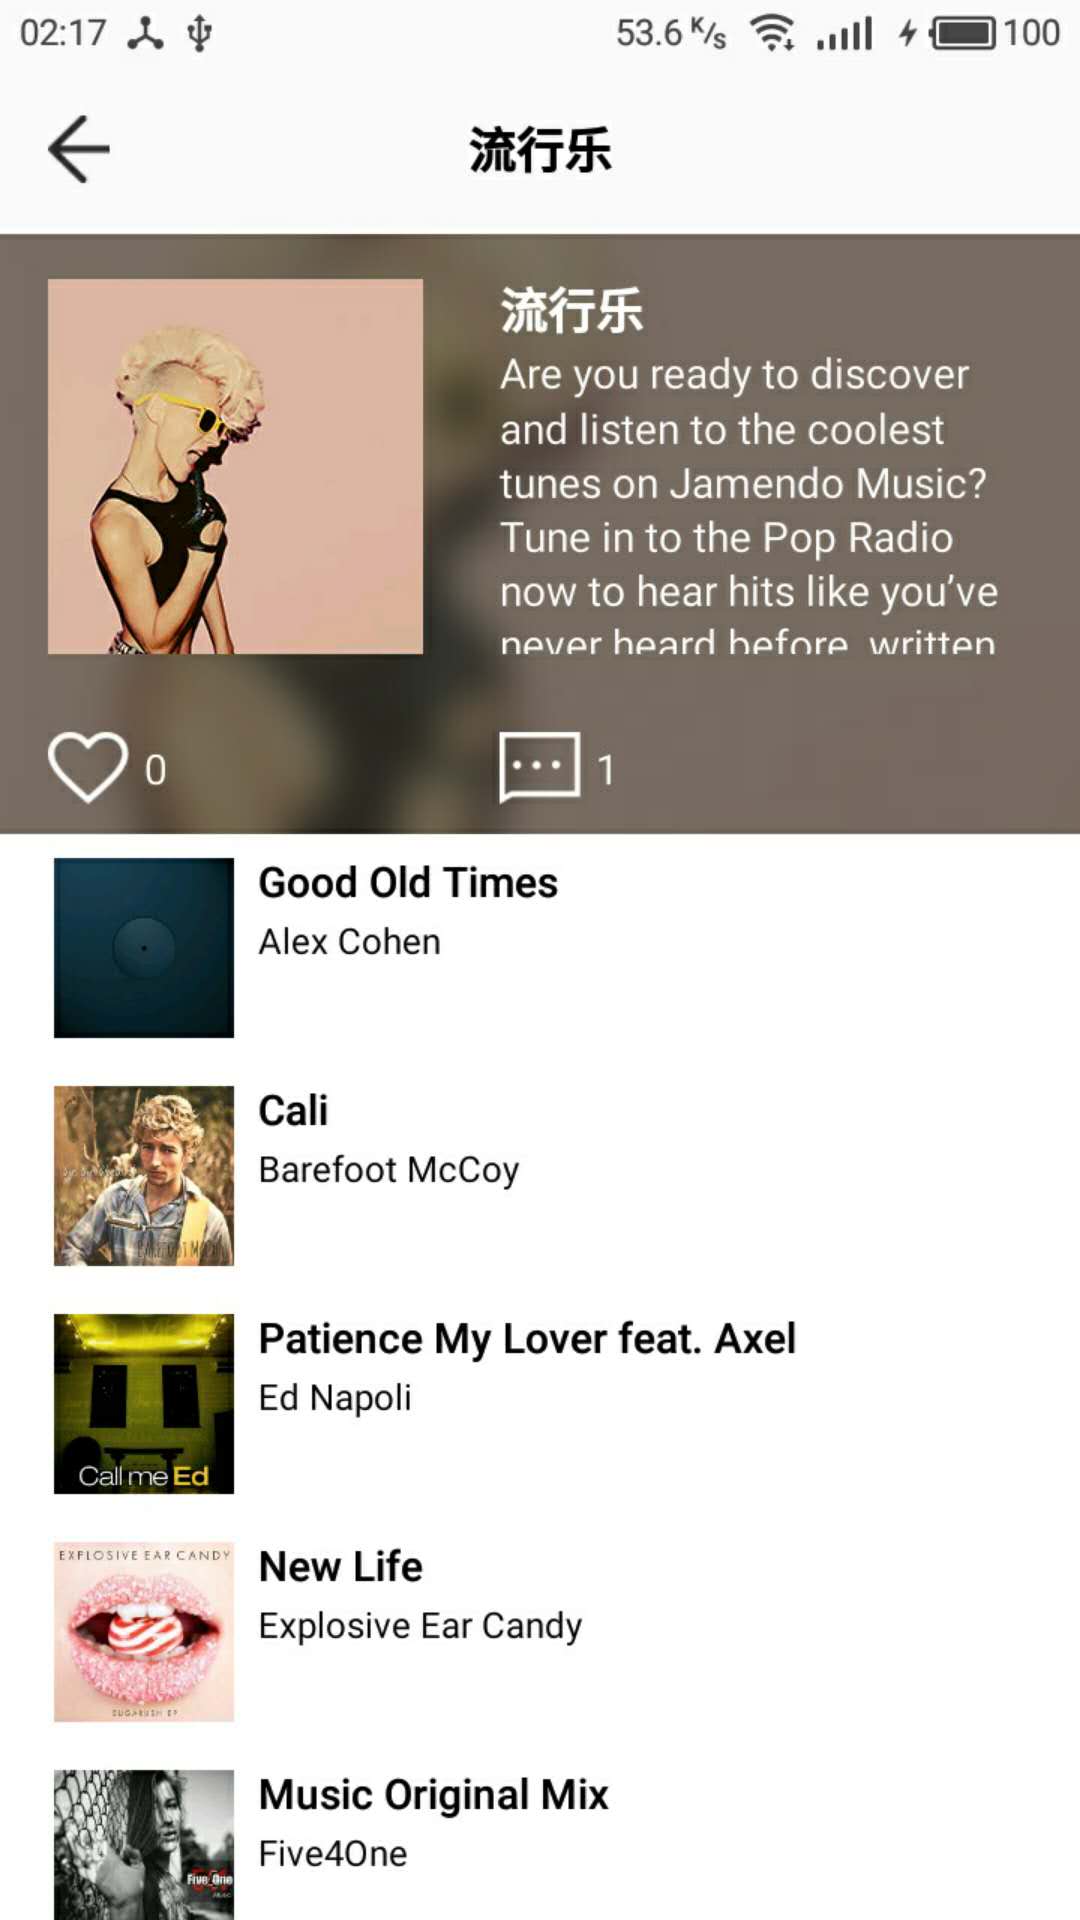 02:17 53.6 K/s 100
流行乐
流行乐
Are you ready to discover
and listen to the coolest
tunes on Jamendo Music?
Tune in to the Pop Radio
now to hear hits like you’ve
never heard before, written
0 1
Good Old Times
Alex Cohen
Cali
Barefoot McCoy
Patience My Lover feat. Axel
Ed Napoli
Call me Ed
EXPLOSIVE EAR CANDY
New Life
Explosive Ear Candy
SUGARUSH EP
Music Original Mix
Five4One